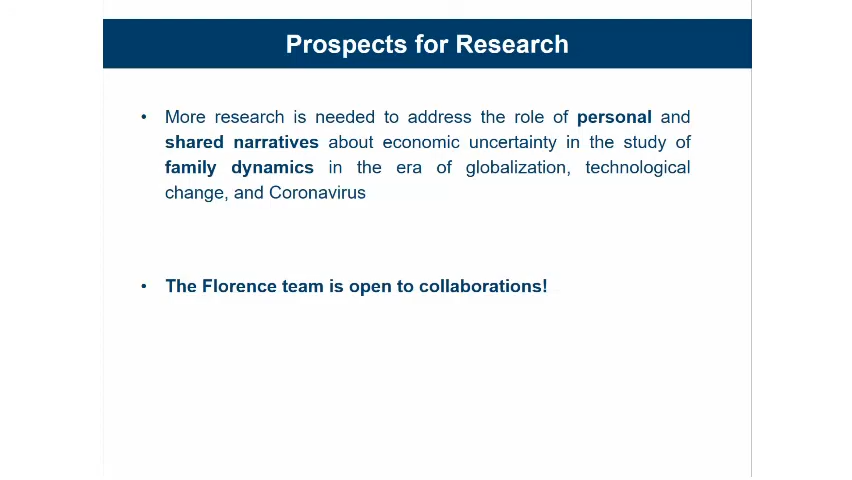 Prospects for Research
• More research is needed to address the role of personal and
shared narratives about economic uncertainty in the study of
family dynamics in the era of globalization, technological
change, and Coronavirus
• The Florence team is open to collaborations!